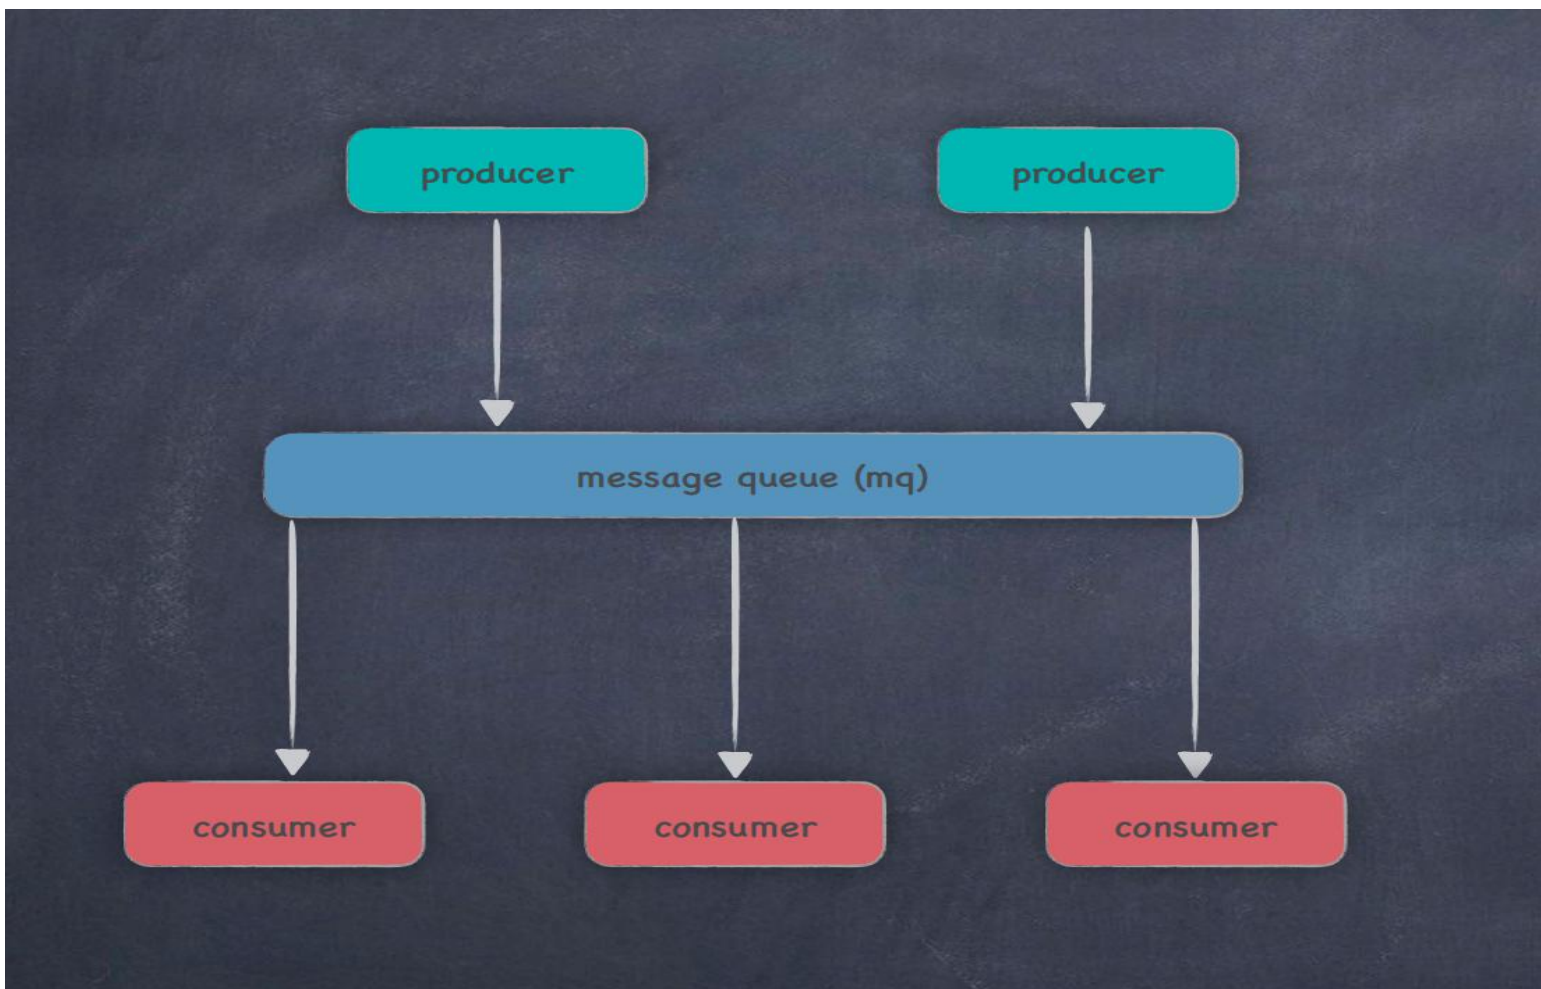 producer
producer
message queue (mq)
consumer
consumer
consumer